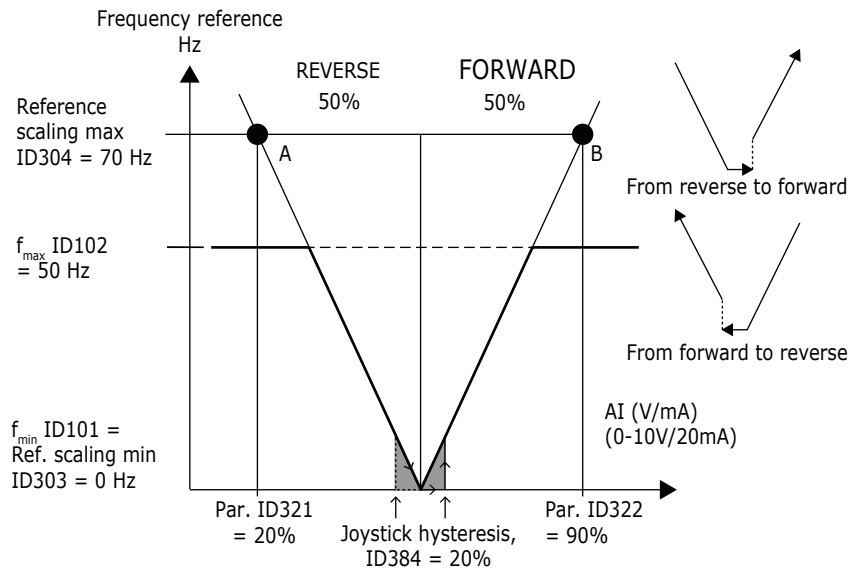 Frequency reference
Hz
REVERSE
50%
FORWARD
50%
Reference
scaling max
ID304 = 70 Hz
A
B
From reverse to forward
fmax ID102
= 50 Hz
From forward to reverse
AI (V/mA)
(0-10V/20mA)
fmin ID101 =
Ref. scaling min
ID303 = 0 Hz
Par. ID321
= 20%
Joystick hysteresis,
ID384 = 20%
Par. ID322
= 90%